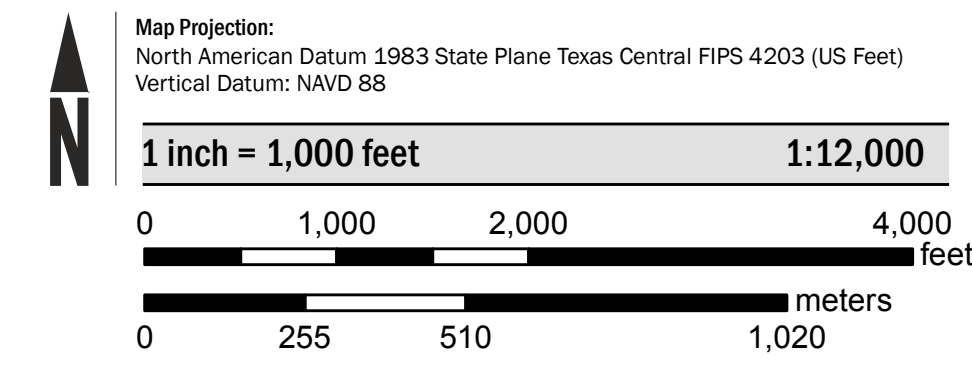 N
Map Projection:
North American Datum 1983 State Plane Texas Central FIPS 4203 (US Feet)
Vertical Datum: NAVD 88
1 inch = 1,000 feet 1:12,000
0 1,000 2,000 4,000
feet
meters
0 255 510 1,020